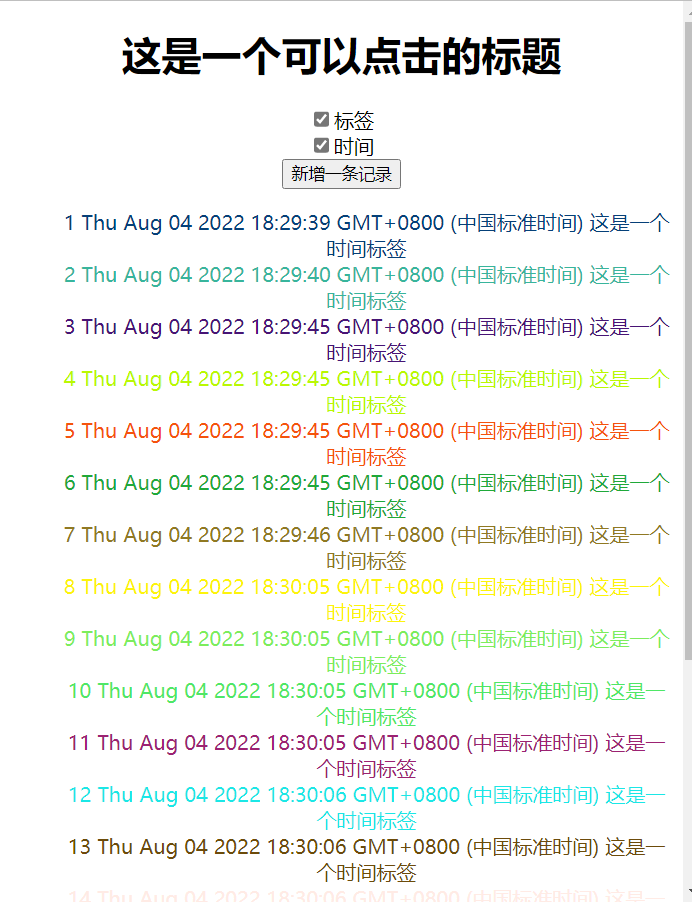 这是一个可以点击的标题
标签
时间
新增一条记录
1 Thu Aug 04 2022 18:29:39 GMT+0800 (中国标准时间) 这是一个
时间标签
2 Thu Aug 04 2022 18:29:40 GMT+0800 (中国标准时间) 这是一个
时间标签
3 Thu Aug 04 2022 18:29:45 GMT+0800 (中国标准时间) 这是一个
时间标签
4 Thu Aug 04 2022 18:29:45 GMT+0800 (中国标准时间) 这是一个
时间标签
5 Thu Aug 04 2022 18:29:45 GMT+0800 (中国标准时间) 这是一个
时间标签
6 Thu Aug 04 2022 18:29:45 GMT+0800 (中国标准时间) 这是一个
时间标签
7 Thu Aug 04 2022 18:29:46 GMT+0800 (中国标准时间) 这是一个
时间标签
8 Thu Aug 04 2022 18:30:05 GMT+0800 (中国标准时间) 这是一个
时间标签
9 Thu Aug 04 2022 18:30:05 GMT+0800 (中国标准时间) 这是一个
时间标签
10 Thu Aug 04 2022 18:30:05 GMT+0800 (中国标准时间) 这是一
个时间标签
11 Thu Aug 04 2022 18:30:05 GMT+0800 (中国标准时间) 这是一
个时间标签
12 Thu Aug 04 2022 18:30:06 GMT+0800 (中国标准时间) 这是一
个时间标签
13 Thu Aug 04 2022 18:30:06 GMT+0800 (中国标准时间) 这是一
个时间标签
14 Thu Aug 04 2022 18:30:06 GMT+0800 (中国标准时间) 这是一